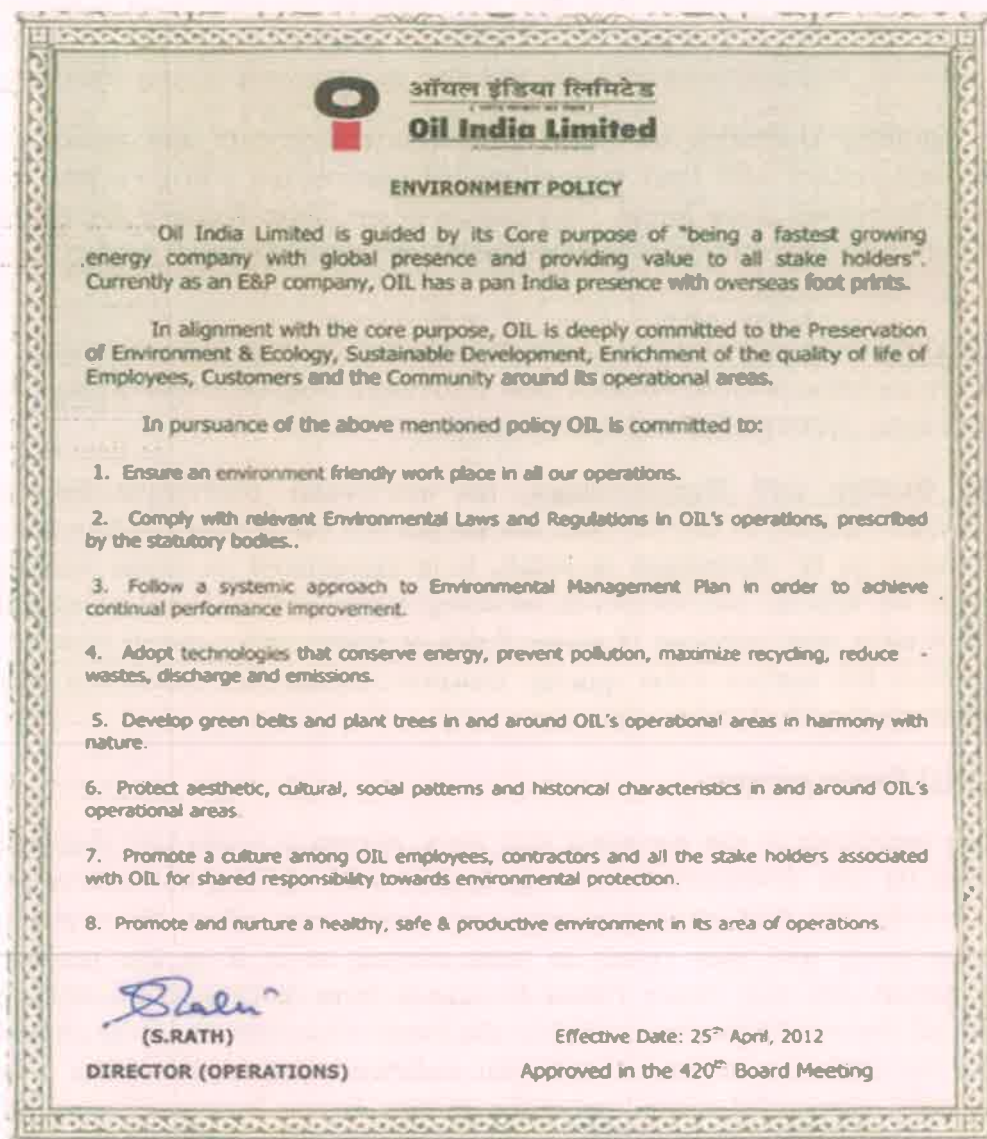 ऑयल इंडिया लिमिटेड
Oil India Limited
ENVIRONMENT POLICY
Oil India Limited is guided by its Core purpose of "being a fastest growing
energy company with global presence and providing value to all stake holders".
Currently as an E&P company, OIL has a pan India presence with overseas foot prints.
In alignment with the core purpose, OIL is deeply committed to the Preservation
of Environment & Ecology, Sustainable Development, Enrichment of the quality of life of
Employees, Customers and the Community around its operational areas.
In pursuance of the above mentioned policy OIL is committed to:
1. Ensure an environment friendly work place in all our operations.
2. Comply with relevant Environmental Laws and Regulations in OIL's operations, prescribed
by the statutory bodies..
3. Follow a systemic approach to Environmental Management Plan in order to achieve
continual performance improvement.
4. Adopt technologies that conserve energy, prevent pollution, maximize recycling, reduce
wastes, discharge and emissions.
5. Develop green belts and plant trees in and around OIL's operational areas in harmony with
nature.
6. Protect aesthetic, cultural, social patterns and historical characteristics in and around OIL's
operational areas.
7. Promote a culture among OIL employees, contractors and all the stake holders associated
with OIL for shared responsibility towards environmental protection.
8. Promote and nurture a healthy, safe & productive environment in its area of operations.
(S.RATH)
Effective Date: 25th April, 2012
DIRECTOR (OPERATIONS)
Approved in the 420th Board Meeting